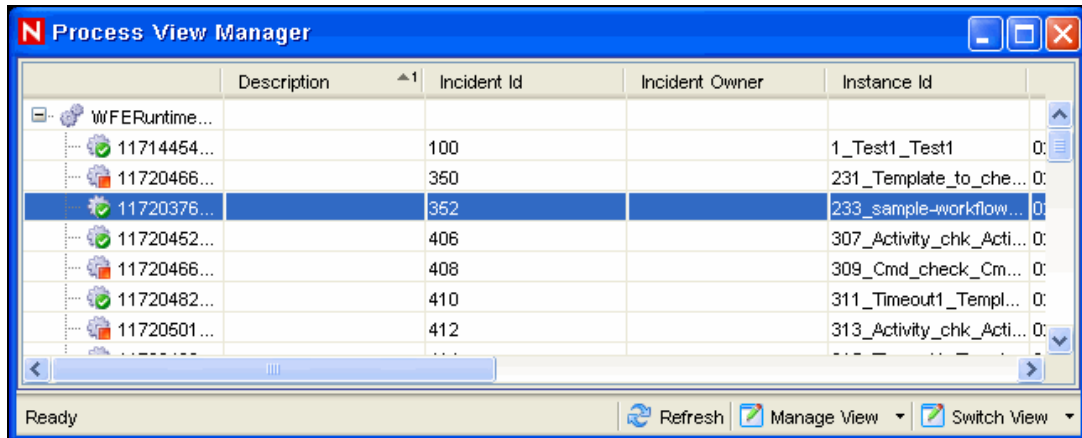 N Process View Manager
Description 1 Incident Id Incident Owner Instance Id
WFERuntime...
11714454... 100 1_Test1_Test1
11720466... 350 231_Template_to_che...
11720376... 352 233_sample-workflow...
11720452... 406 307_Activity_chk_Acti...
11720466... 408 309_Cmd_check_Cm...
11720482... 410 311_Timeout1_Templ...
11720501... 412 313_Activity_chk_Acti...
Ready Refresh Manage View Switch View